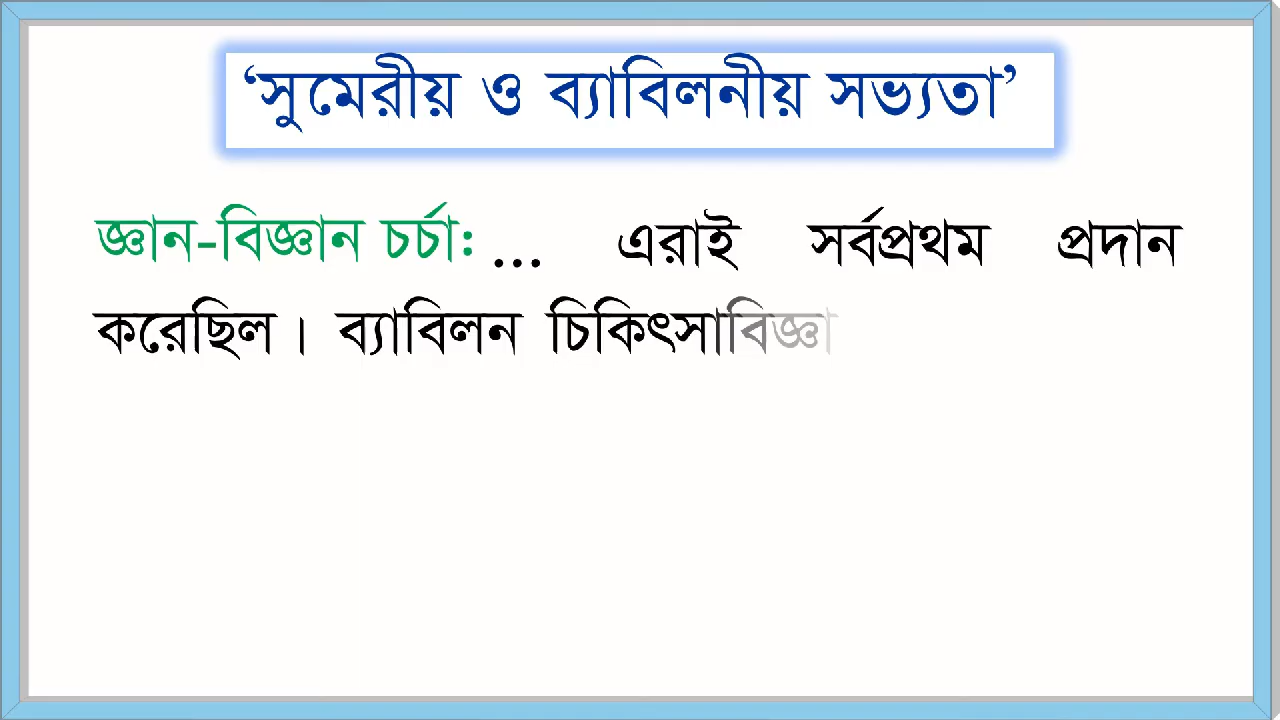 ‘সুমেরীয় ও ব্যাবিলনীয় সভ্যতা’
জ্ঞান-বিজ্ঞান চর্চা: ... এরাই সর্বপ্রথম প্রদান
করেছিল। ব্যাবিলন চিকিৎসাবিজ্ঞা